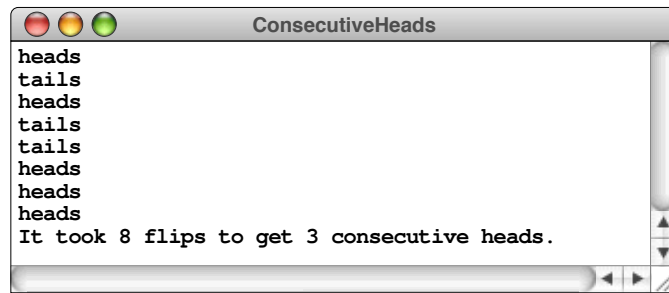 ConsecutiveHeads
heads
tails
heads
tails
tails
heads
heads
heads
It took 8 flips to get 3 consecutive heads.